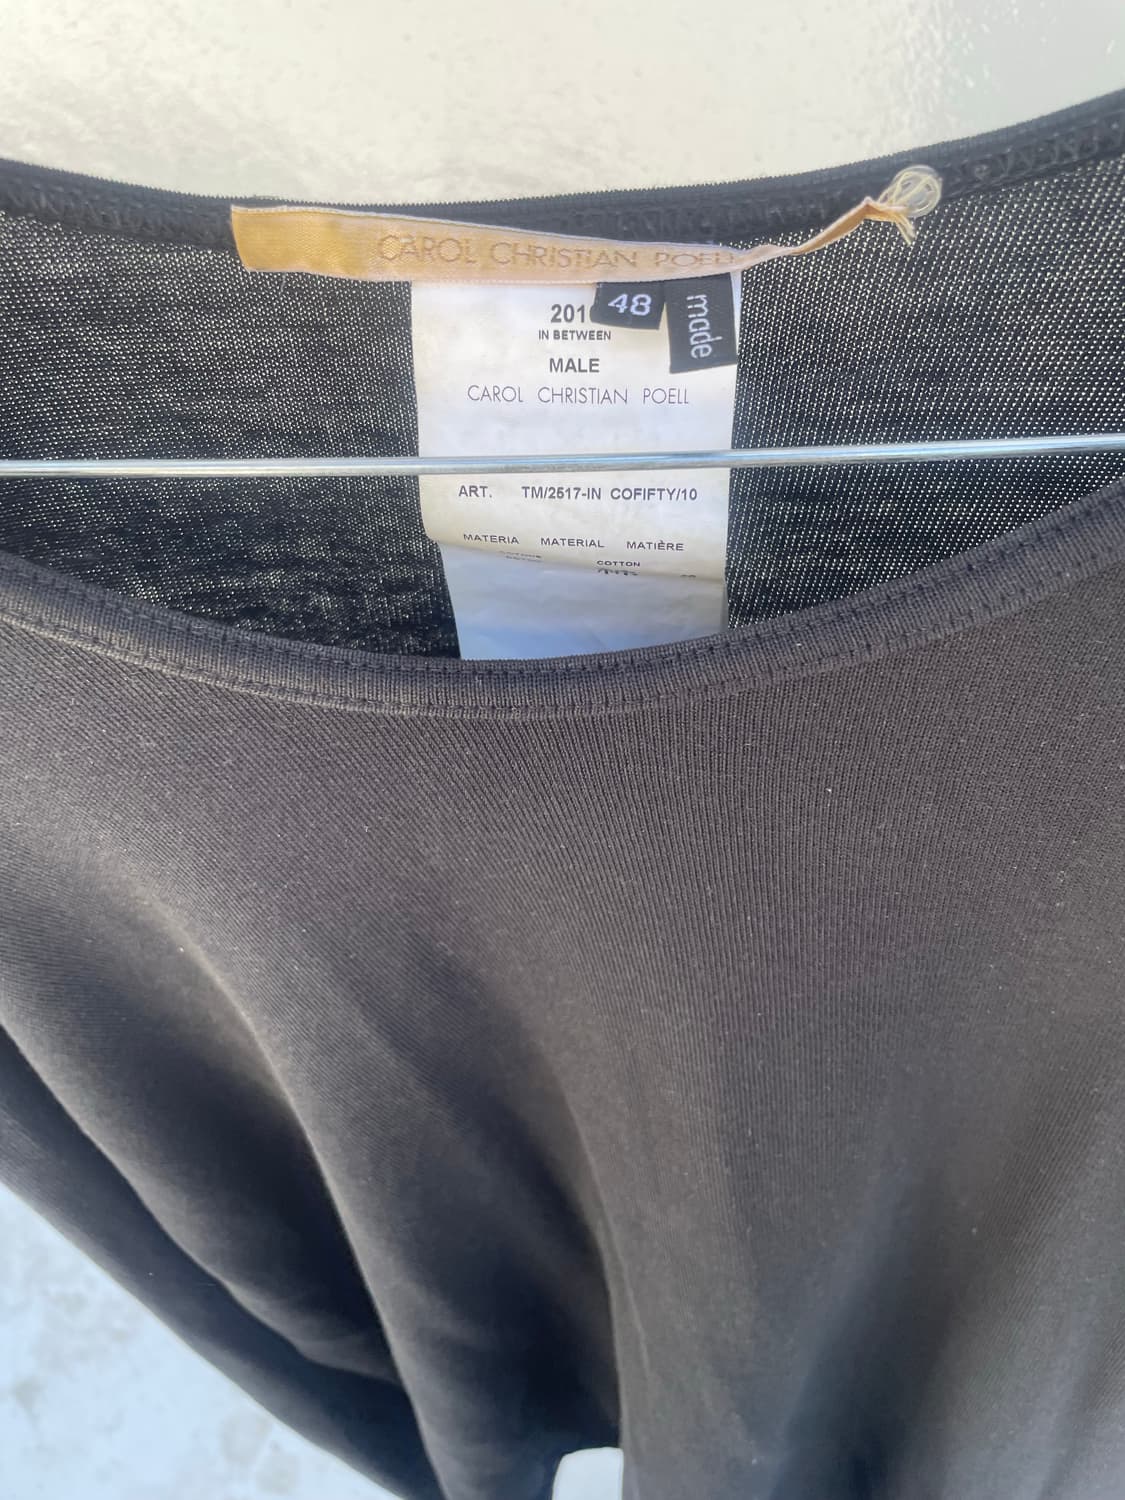 CAROL CHRISTIAN POELL
48
made
201
IN BETWEEN
MALE
CAROL CHRISTIAN POELL
ART. TM/2517-IN COFIFTY/10
MATERIA MATERIAL MATIÈRE
COTTON